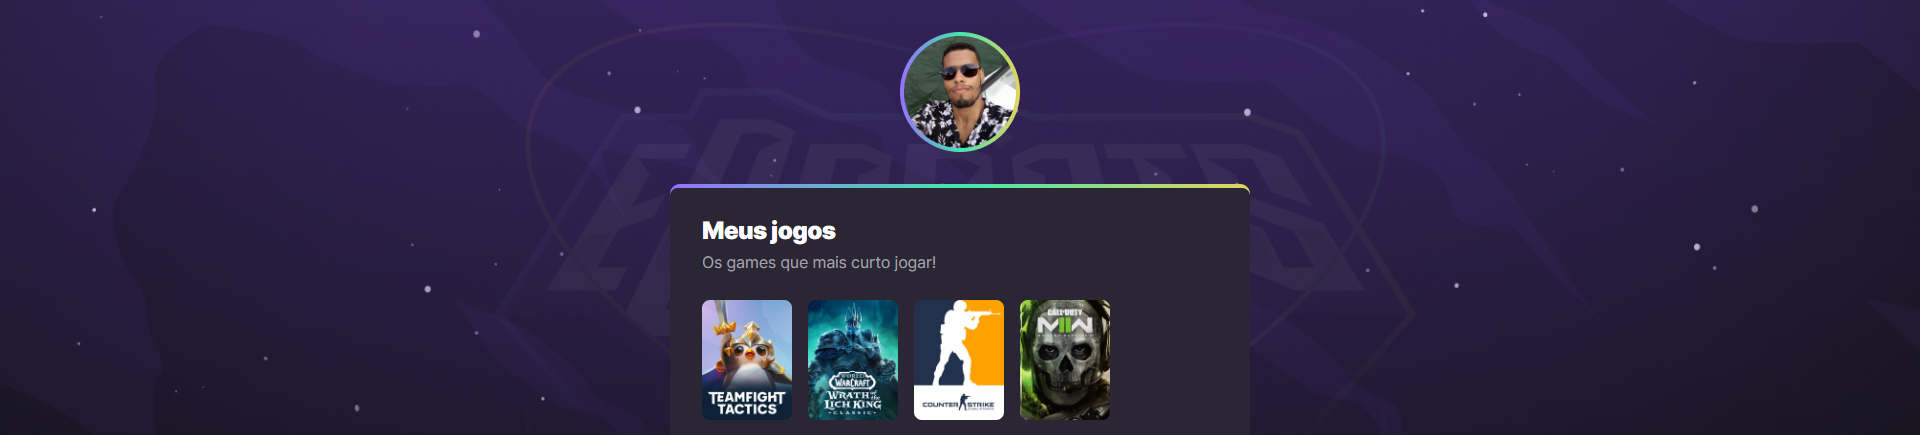 eSports
Meus jogos
Os games que mais curto jogar!
TEAMFIGHT
TACTICS
WORLD
WARCRAFT
WRATH of the
LICH KING
CLASSIC
COUNTER STRIKE
CALL OF DUTY
MWII